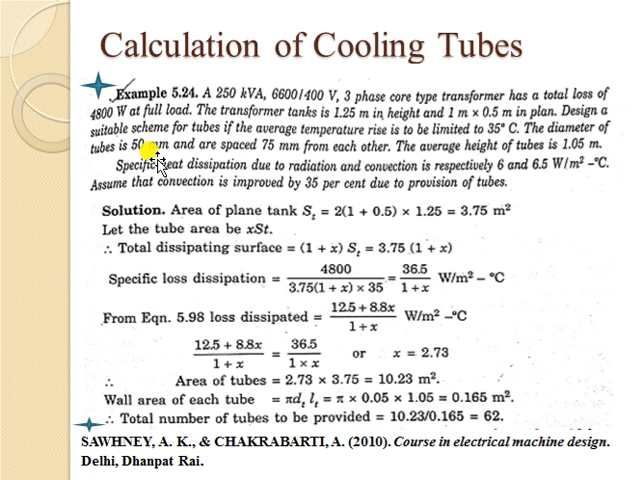 Calculation of Cooling Tubes
Example 5.24. A 250 kVA, 6600/400 V, 3 phase core type transformer has a total loss of
4800 W at full load. The transformer tanks is 1.25 m in height and 1 m × 0.5 m in plan. Design a
suitable scheme for tubes if the average temperature rise is to be limited to 35° C. The diameter of
tubes is 50 mm and are spaced 75 mm from each other. The average height of tubes is 1.05 m.
Specific heat dissipation due to radiation and convection is respectively 6 and 6.5 W/m² –°C.
Assume that convection is improved by 35 per cent due to provision of tubes.
Solution. Area of plane tank Sₜ = 2(1 + 0.5) × 1.25 = 3.75 m²
Let the tube area be xSt.
∴ Total dissipating surface = (1 + x) Sₜ = 3.75 (1 + x)
Specific loss dissipation = 4800 / 3.75(1 + x) × 35 = 36.5 / 1 + x W/m² – °C
From Eqn. 5.98 loss dissipated = 12.5 + 8.8x / 1 + x W/m² –°C
12.5 + 8.8x / 1 + x = 36.5 / 1 × x or x = 2.73
∴ Area of tubes = 2.73 × 3.75 = 10.23 m².
Wall area of each tube = πdₜ lₜ = π × 0.05 × 1.05 = 0.165 m².
∴ Total number of tubes to be provided = 10.23/0.165 = 62.
SAWHNEY, A. K., & CHAKRABARTI, A. (2010). Course in electrical machine design.
Delhi, Dhanpat Rai.